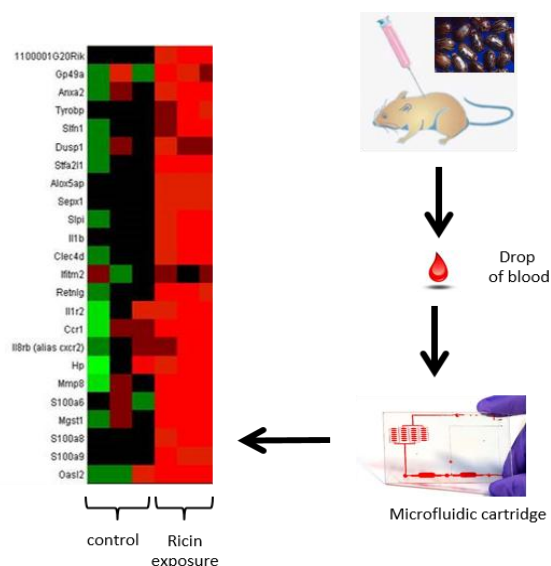 1100001G20Rik
Gp49a
Anxa2
Tyrobp
Slfn1
Dusp1
Stfa2l1
Alox5ap
Sepx1
Slpi
Il1b
Clec4d
Ifitm2
Retnlg
Il1r2
Ccr1
Il8rb (alias cxcr2)
Hp
Mmp8
S100a6
Mgst1
S100a8
S100a9
Oasl2
control
Ricin
exposure
Drop
of blood
Microfluidic cartridge